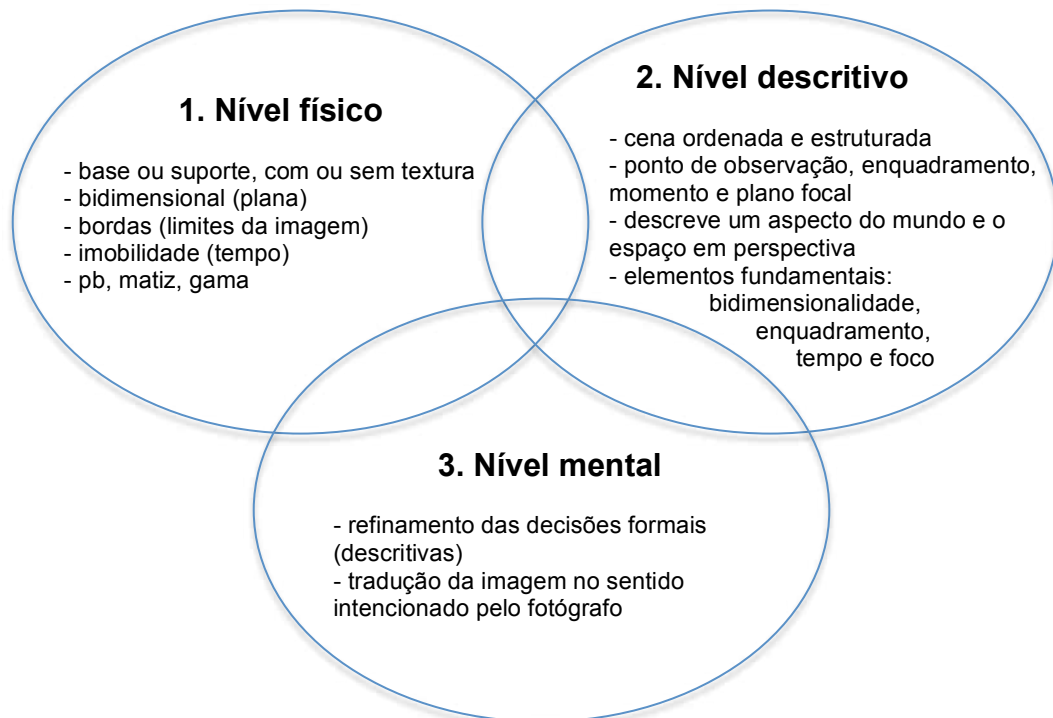 1. Nível físico
- base ou suporte, com ou sem textura
- bidimensional (plana)
- bordas (limites da imagem)
- imobilidade (tempo)
- pb, matiz, gama
2. Nível descritivo
- cena ordenada e estruturada
- ponto de observação, enquadramento,
momento e plano focal
- descreve um aspecto do mundo e o
espaço em perspectiva
- elementos fundamentais:
bidimensionalidade,
enquadramento,
tempo e foco
3. Nível mental
- refinamento das decisões formais
(descritivas)
- tradução da imagem no sentido
intencionado pelo fotógrafo